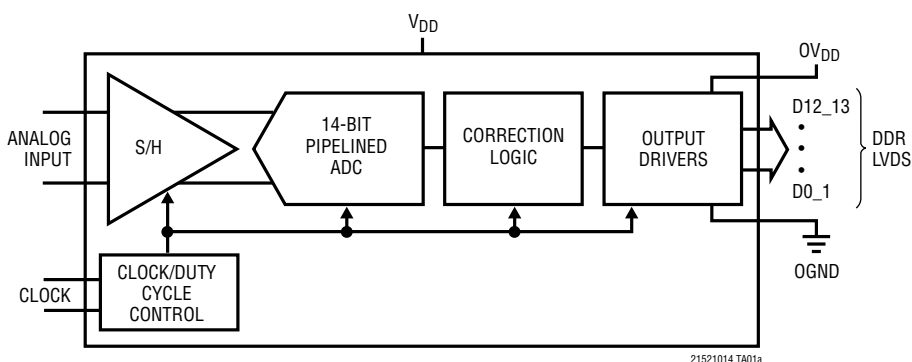 VDD
OVDD
ANALOG
INPUT
S/H
14-BIT
PIPELINED
ADC
CORRECTION
LOGIC
OUTPUT
DRIVERS
D12_13
•
•
•
D0_1
DDR
LVDS
OGND
CLOCK
CLOCK/DUTY
CYCLE
CONTROL
21521014 TA01a